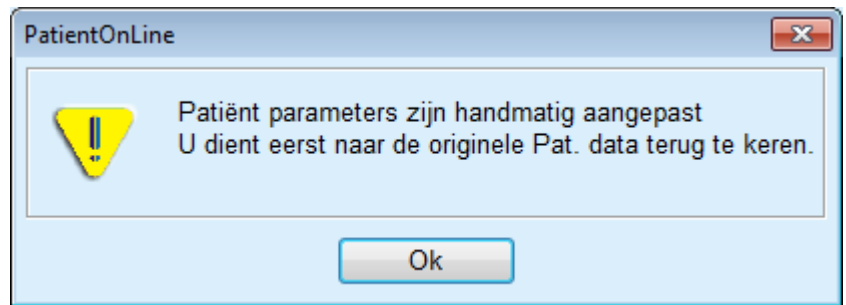 PatientOnLine
Patiënt parameters zijn handmatig aangepast
U dient eerst naar de originele Pat. data terug te keren.
Ok